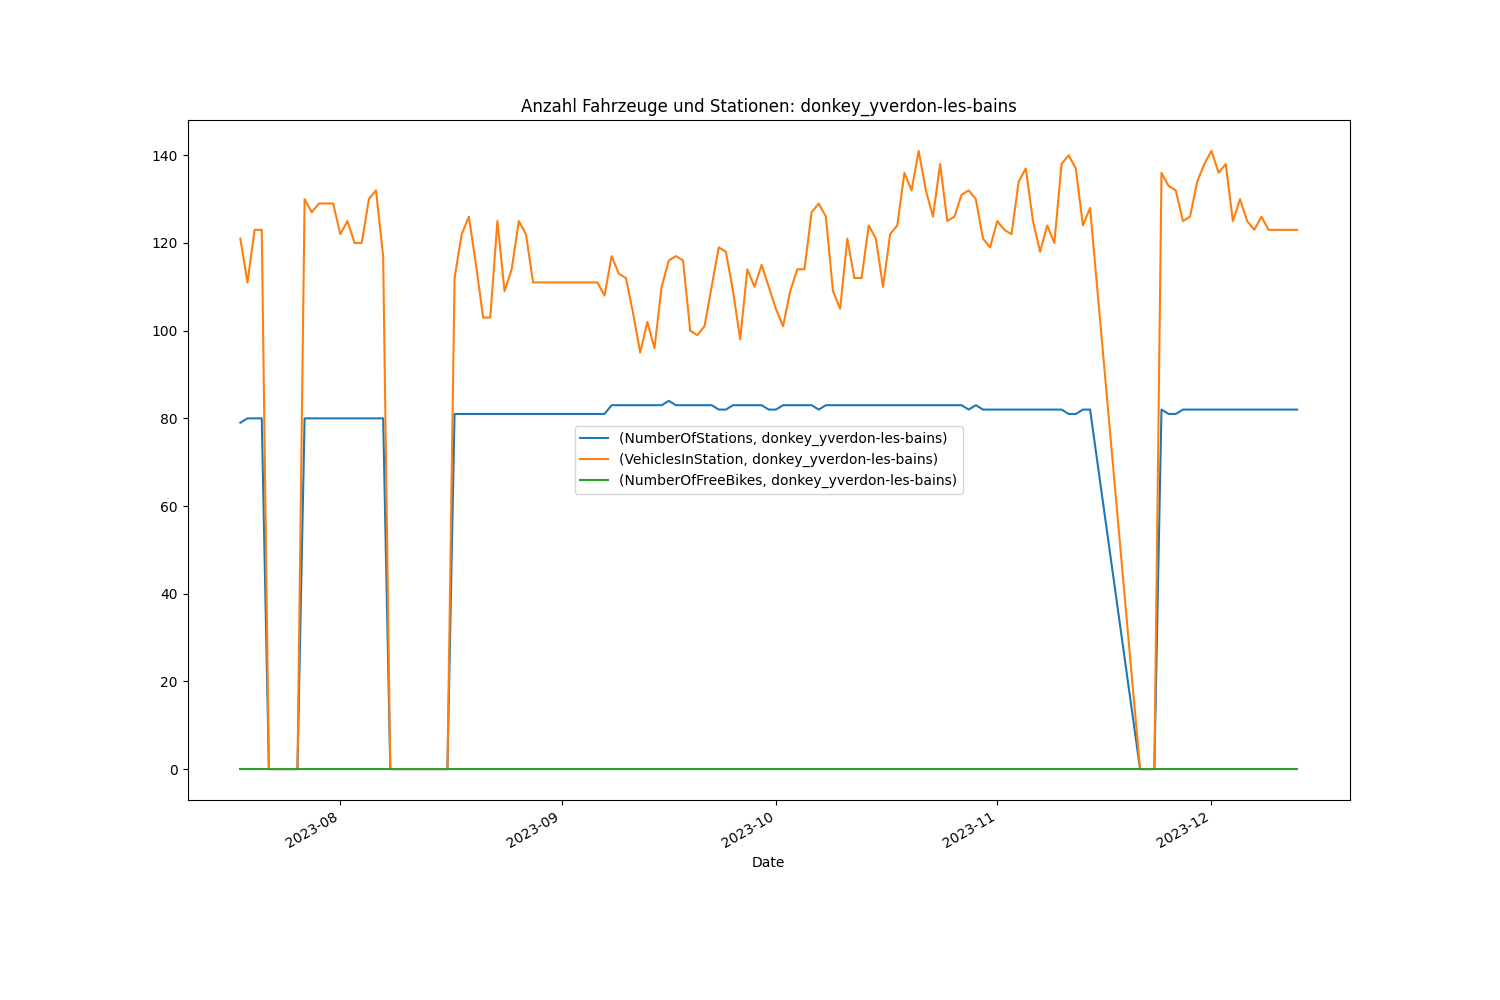 Anzahl Fahrzeuge und Stationen: donkey_yverdon-les-bains
140
120
100
80
60
40
20
0
(NumberOfStations, donkey_yverdon-les-bains)
(VehiclesInStation, donkey_yverdon-les-bains)
(NumberOfFreeBikes, donkey_yverdon-les-bains)
2023-08
2023-09
2023-10
2023-11
2023-12
Date